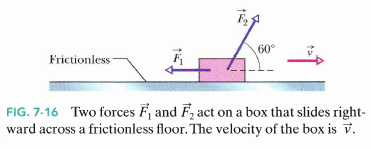 F₂
60°
Frictionless
F₁
v
FIG. 7-16 Two forces F₁ and F₂ act on a box that slides right-
ward across a frictionless floor. The velocity of the box is v.